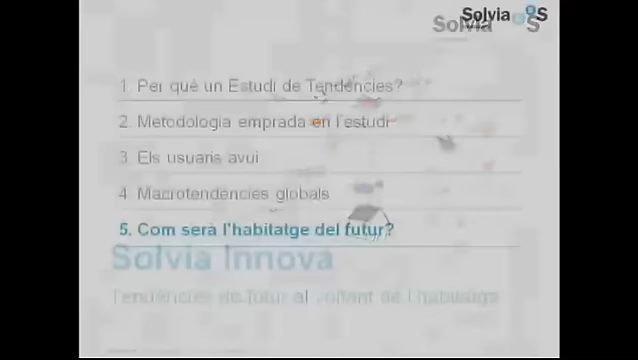 Solvia
Solvia
1. Per què un Estudi de Tendències?
2. Metodologia emprada en l'estudi
3. Els usuaris avui
4. Macrotendències globals
5. Com serà l'habitatge del futur?
Solvia Innova
Tendències de futur al voltant de l'habitatge